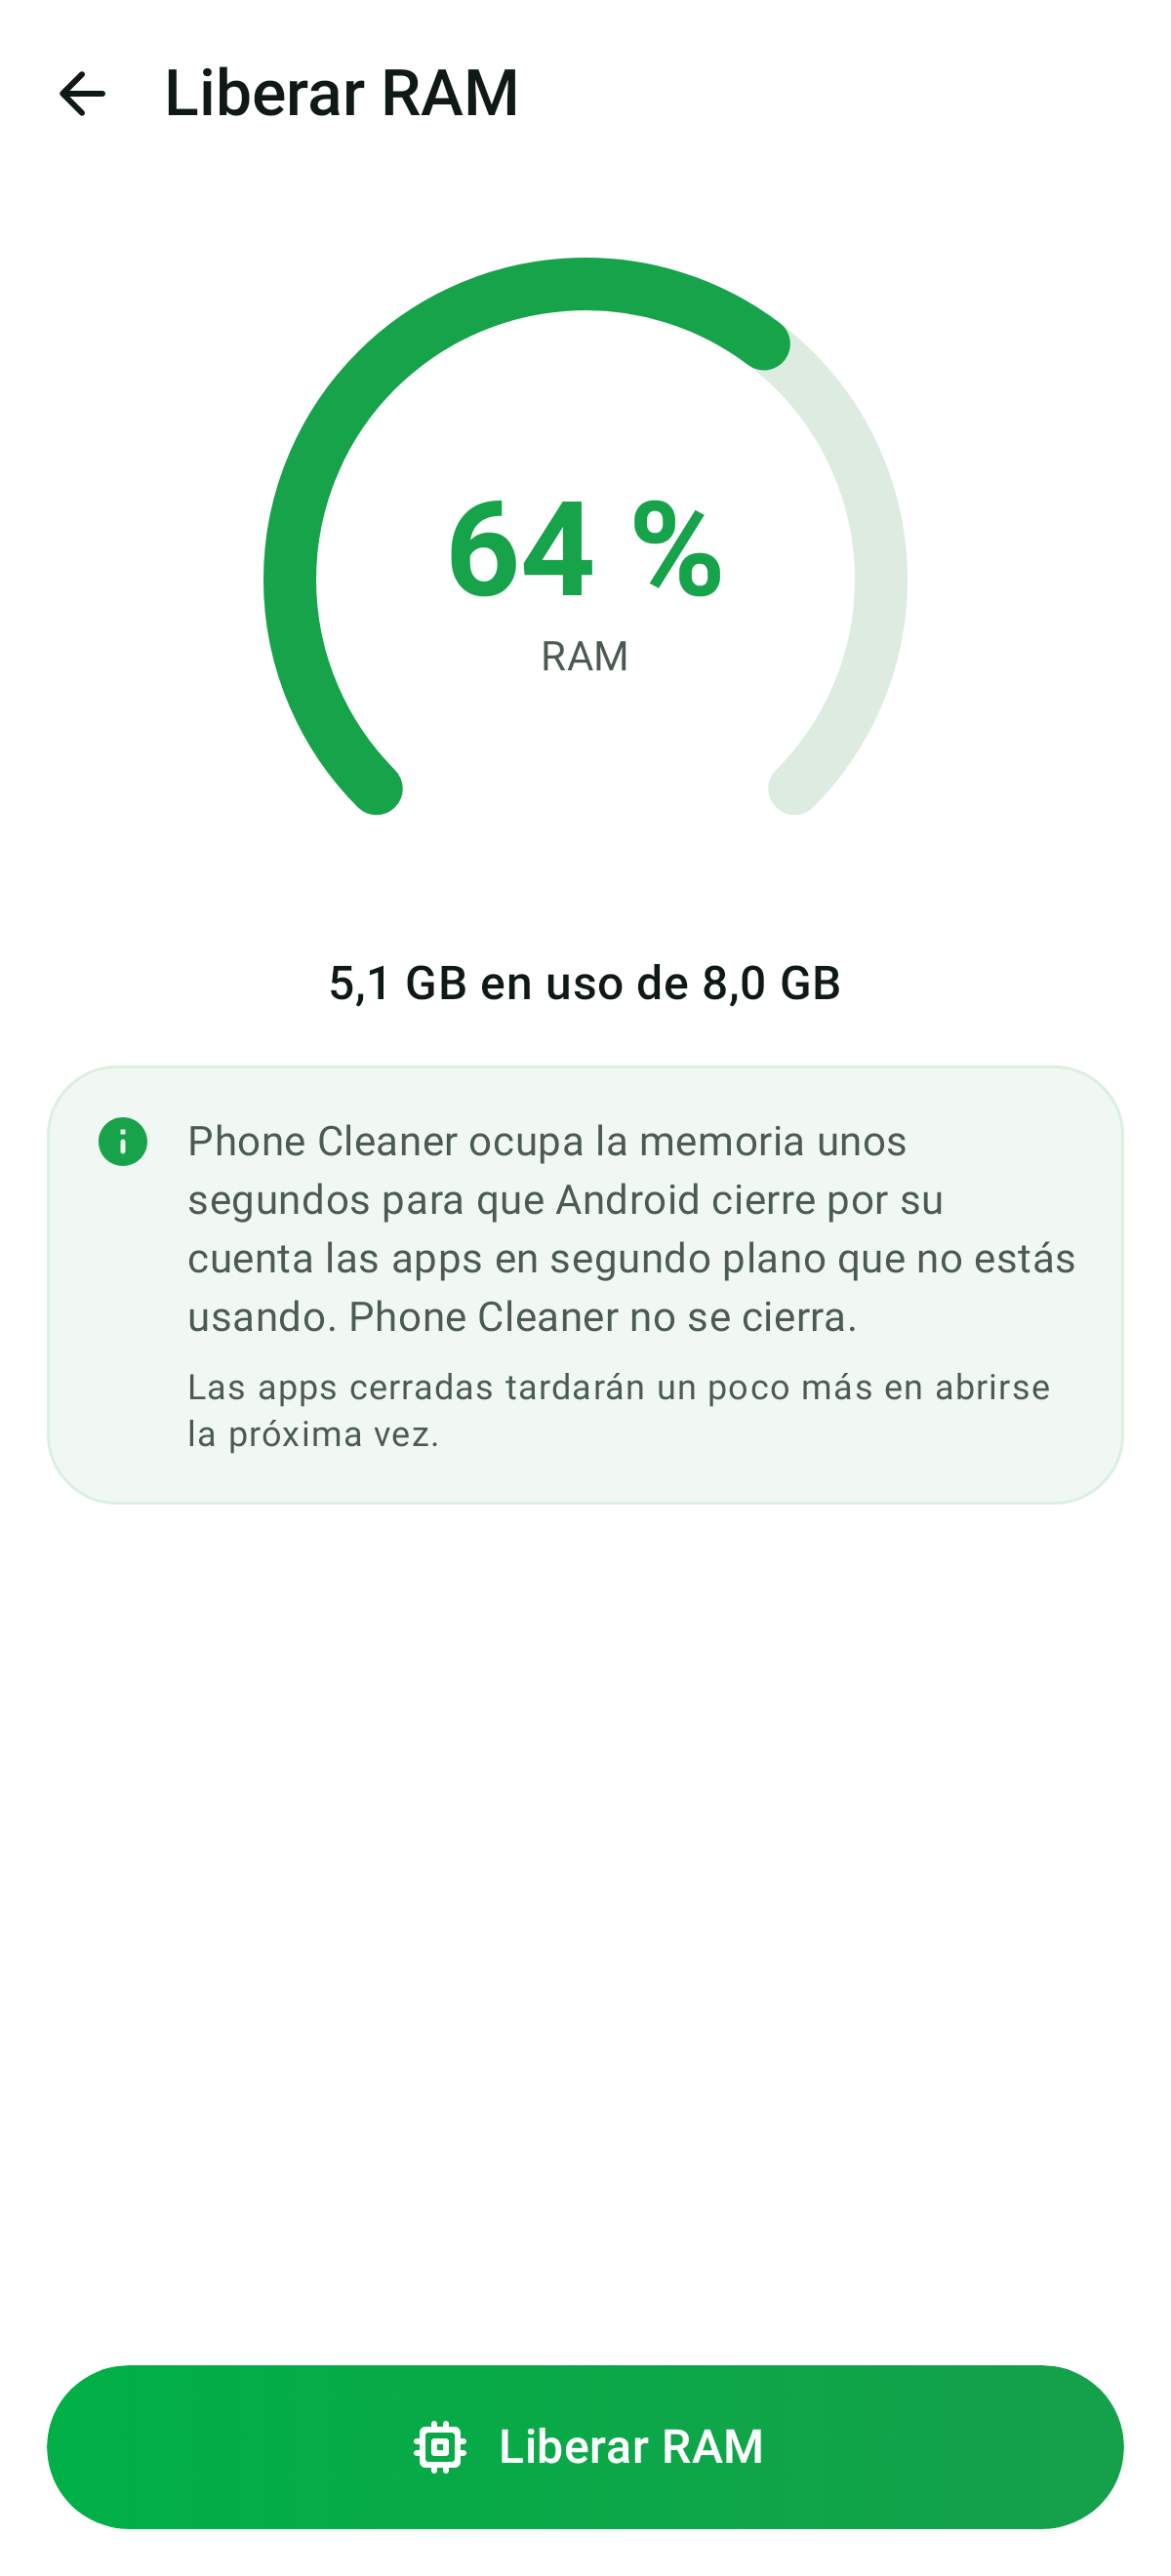 Liberar RAM
64 %
RAM
5,1 GB en uso de 8,0 GB
Phone Cleaner ocupa la memoria unos
segundos para que Android cierre por su
cuenta las apps en segundo plano que no estás
usando. Phone Cleaner no se cierra.
Las apps cerradas tardarán un poco más en abrirse
la próxima vez.
Liberar RAM